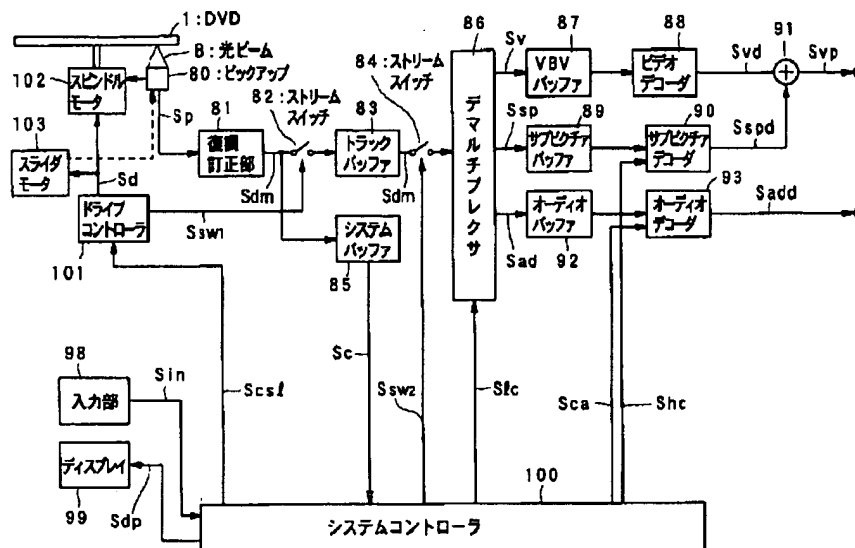 1:DVD
B:光ビーム
80:ピックアップ
102
スピンドル
モータ
103
スライダ
モータ
Sp
81
復調
訂正部
82:ストリーム
スイッチ
83
トラック
バッファ
84:ストリーム
スイッチ
86
デマルチプレクサ
Sv
87
VBV
バッファ
88
ビデオ
デコーダ
Svd
91
Svp
Ssp
89
サブピクチャ
バッファ
90
サブピクチャ
デコーダ
Sspd
Sad
オーディオ
バッファ
92
93
オーディオ
デコーダ
Sadd
Sd
ドライブ
コントローラ
101
Ssw1
Sdm
Sdm
システム
バッファ
85
98
入力部
Sin
ディスプレイ
99
Sdp
Scsl
Sc
Ssw2
Slc
Sca
Shc
100
システムコントローラ